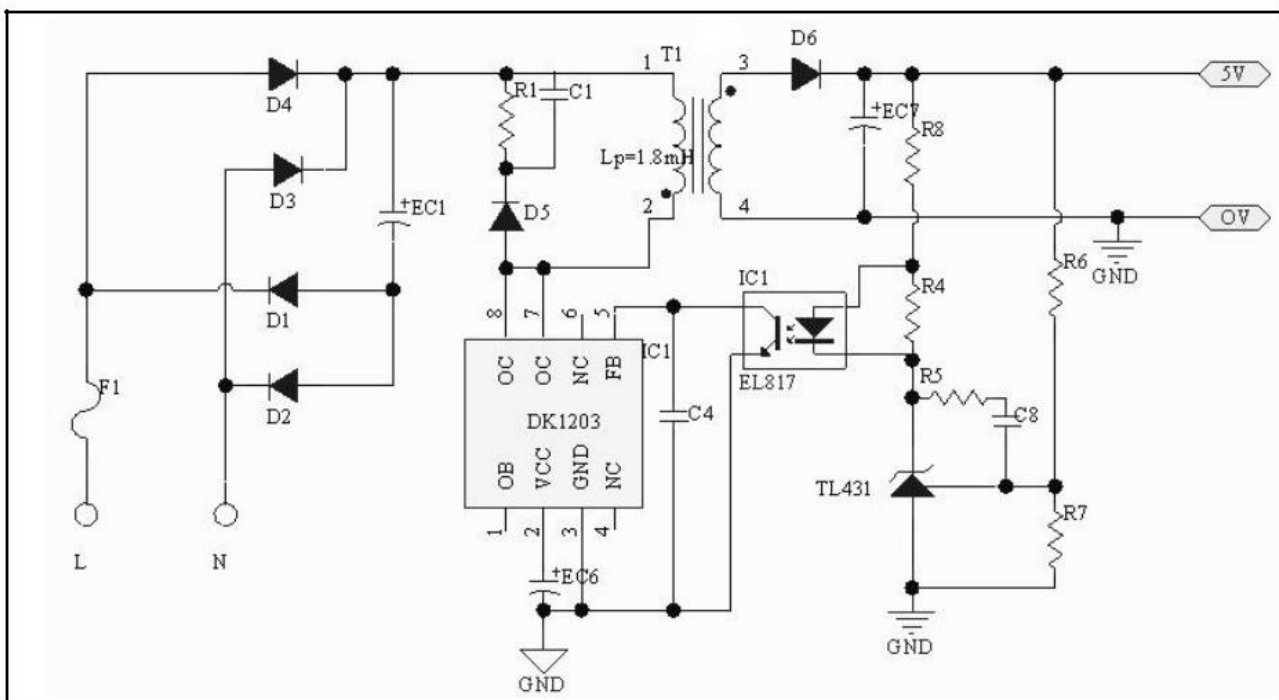 D6
T1
1
3
5V
D4
R1
C1
+EC7
R8
Lp=1.8mH
D3
+EC1
D5
2
4
0V
GND
R6
IC1
R4
D1
8
7
6
5
IC1
OC
OC
NC
FB
EL817
F1
D2
R5
C8
C4
DK1203
OB
VCC
GND
NC
TL431
R7
1
2
3
4
L
N
+EC6
GND
GND